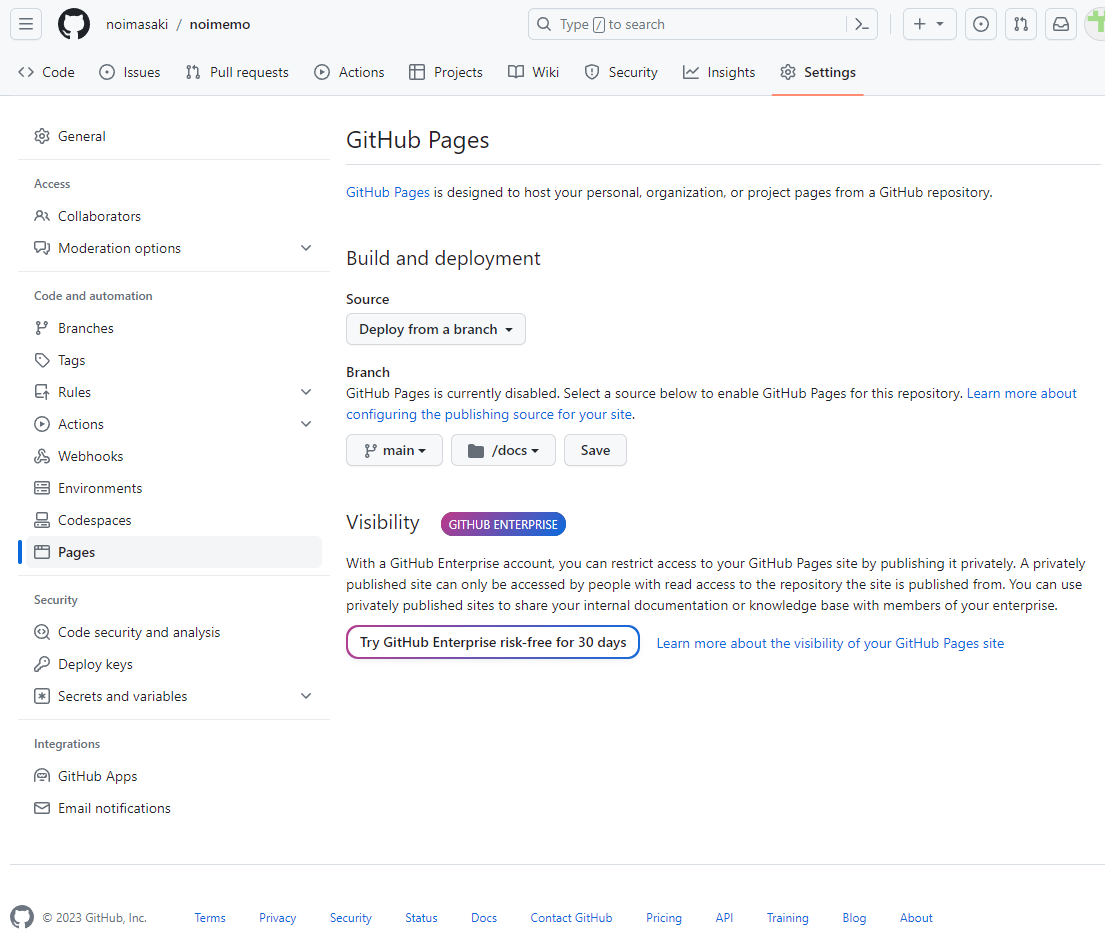 noimasaki / noimemo
Type / to search
Code
Issues
Pull requests
Actions
Projects
Wiki
Security
Insights
Settings
General
Access
Collaborators
Moderation options
Code and automation
Branches
Tags
Rules
Actions
Webhooks
Environments
Codespaces
Pages
Security
Code security and analysis
Deploy keys
Secrets and variables
Integrations
GitHub Apps
Email notifications
GitHub Pages
GitHub Pages is designed to host your personal, organization, or project pages from a GitHub repository.
Build and deployment
Source
Deploy from a branch
Branch
GitHub Pages is currently disabled. Select a source below to enable GitHub Pages for this repository. Learn more about
configuring the publishing source for your site.
main
/docs
Save
Visibility
GITHUB ENTERPRISE
With a GitHub Enterprise account, you can restrict access to your GitHub Pages site by publishing it privately. A privately
published site can only be accessed by people with read access to the repository the site is published from. You can use
privately published sites to share your internal documentation or knowledge base with members of your enterprise.
Try GitHub Enterprise risk-free for 30 days
Learn more about the visibility of your GitHub Pages site
© 2023 GitHub, Inc.
Terms
Privacy
Security
Status
Docs
Contact GitHub
Pricing
API
Training
Blog
About